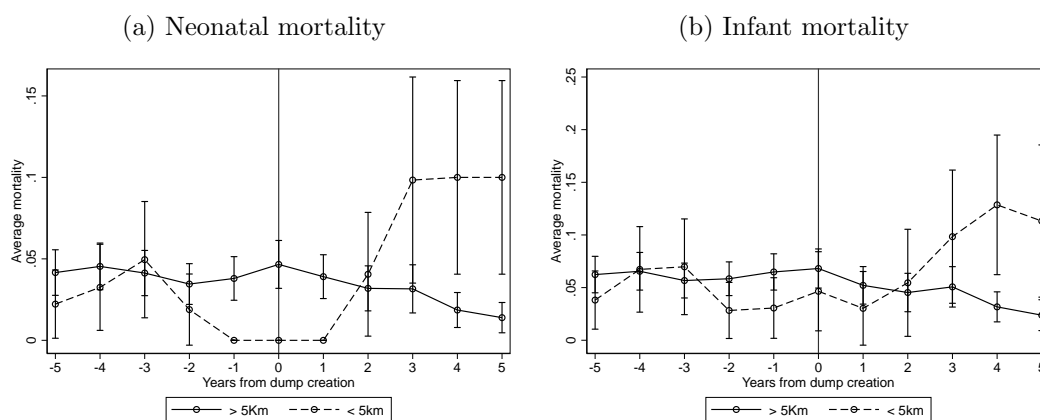 (a) Neonatal mortality
Average mortality
.15
.1
.05
0
-5 -4 -3 -2 -1 0 1 2 3 4 5
Years from dump creation
> 5Km < 5km
(b) Infant mortality
Average mortality
.25
.2
.15
.1
.05
0
-5 -4 -3 -2 -1 0 1 2 3 4 5
Years from dump creation
> 5Km < 5km